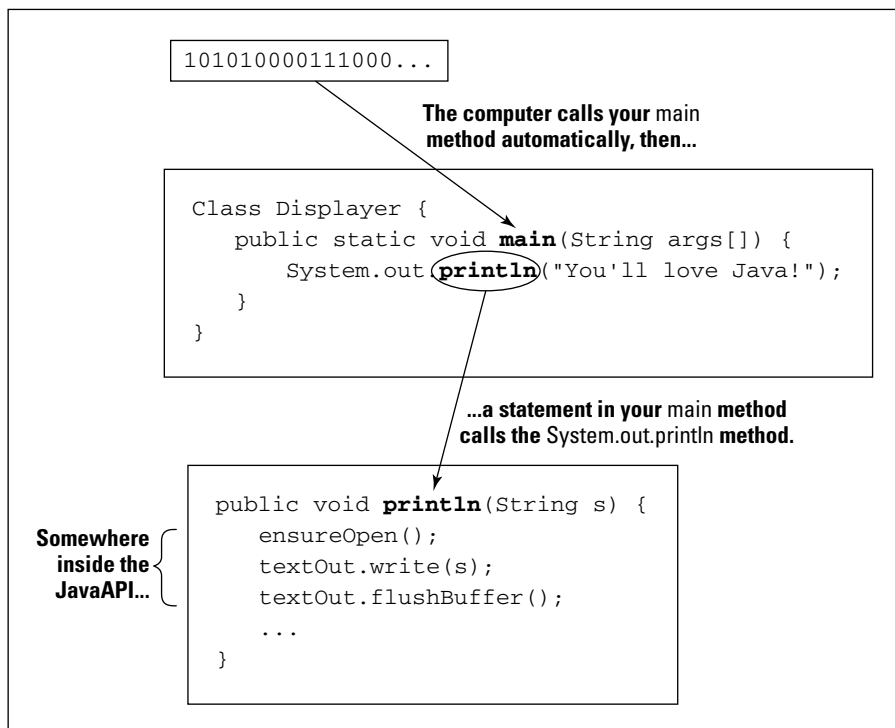 101010000111000...
The computer calls your main
method automatically, then...
Class Displayer {
public static void main(String args[]) {
System.out.println("You'll love Java!");
}
}
...a statement in your main method
calls the System.out.println method.
public void println(String s) {
Somewhere
inside the
JavaAPI...
ensureOpen();
textOut.write(s);
textOut.flushBuffer();
...
}